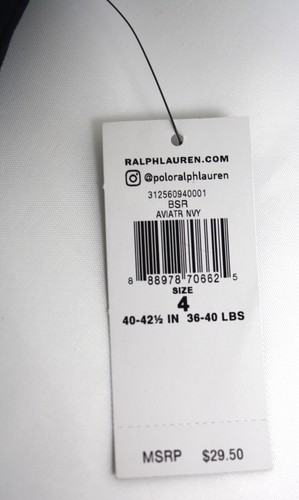 RALPHLAUREN.COM
@poloralphlauren
312560940001
BSR
AVIATR NVY
8 88978 70662 5
SIZE
4
40-42½ IN 36-40 LBS
MSRP $29.50